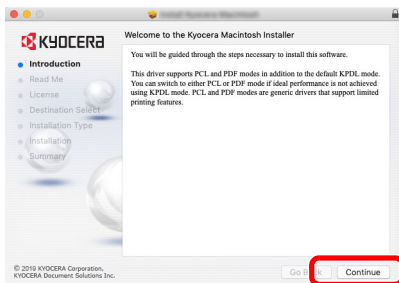 KYOCERA
Welcome to the Kyocera Macintosh Installer
Introduction
Read Me
License
Destination Select
Installation Type
Installation
Summary
You will be guided through the steps necessary to install this software.
This driver supports PCL and PDF modes in addition to the default KPDL mode.
You can switch to either PCL or PDF mode if ideal performance is not achieved
using KPDL mode. PCL and PDF modes are generic drivers that support limited
printing features.
© 2019 KYOCERA Corporation,
KYOCERA Document Solutions Inc.
Go Back
Continue